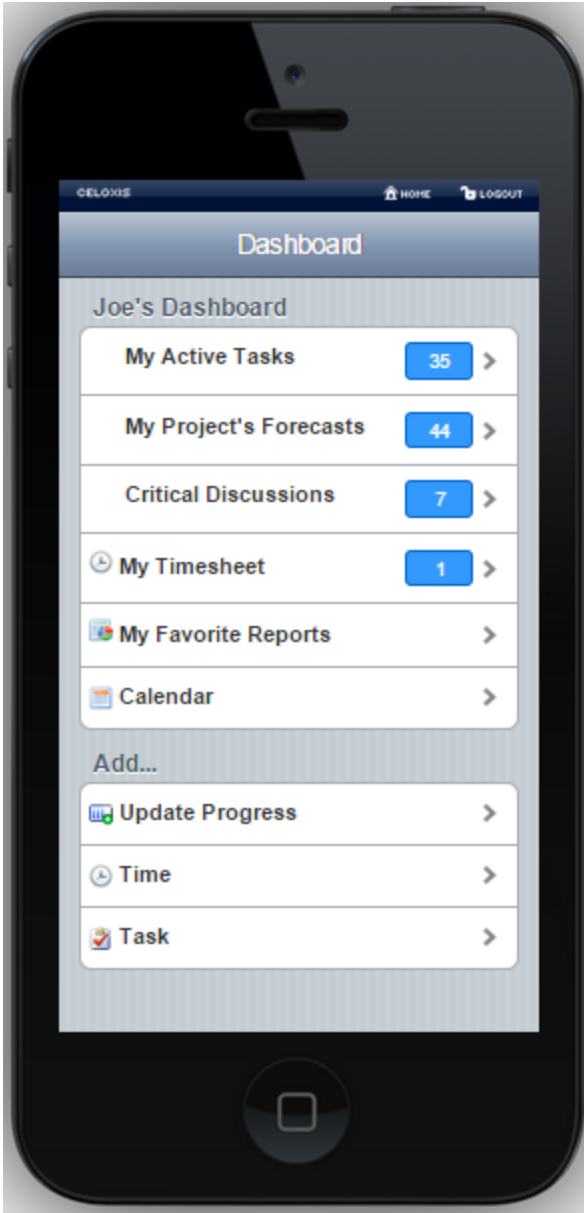 CELOXIS HOME LOGOUT
Dashboard
Joe's Dashboard
My Active Tasks 35
My Project's Forecasts 44
Critical Discussions 7
My Timesheet 1
My Favorite Reports
Calendar
Add...
Update Progress
Time
Task